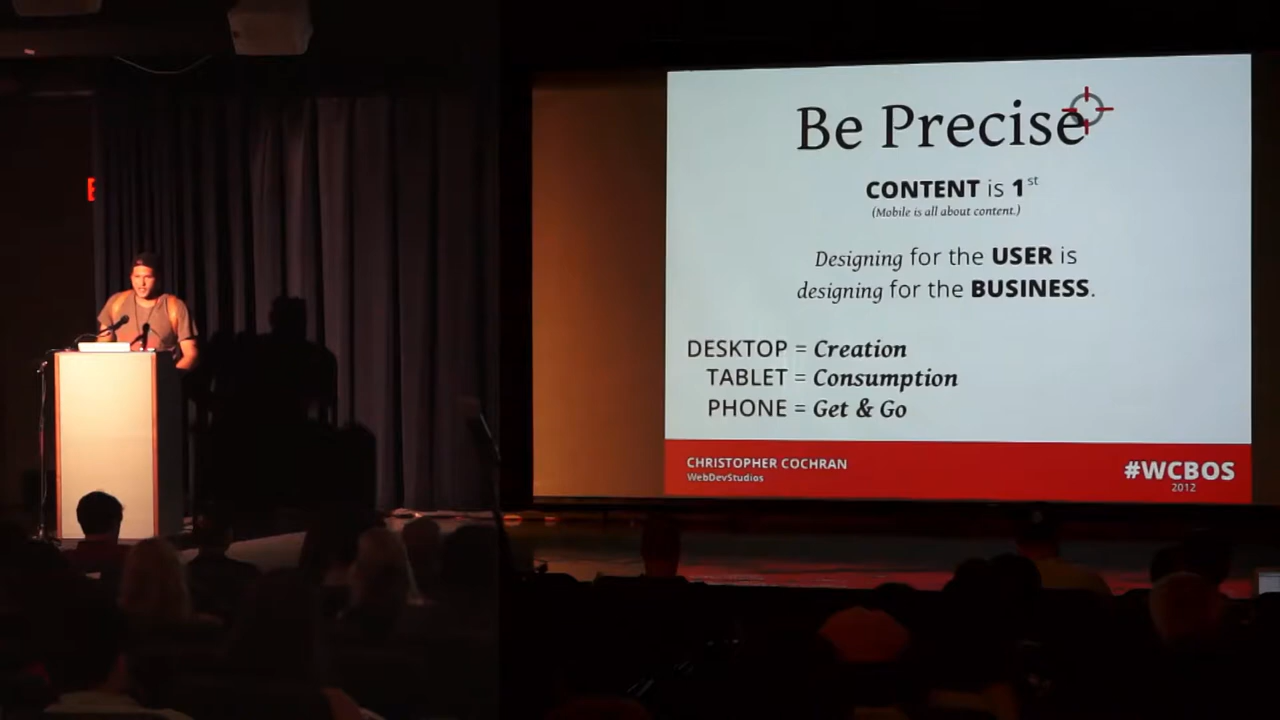 Be Precise
CONTENT is 1st
(Mobile is all about content.)
Designing for the USER is
designing for the BUSINESS.
DESKTOP = Creation
TABLET = Consumption
PHONE = Get & Go
CHRISTOPHER COCHRAN
WebDevStudios
#WCBOS
2012